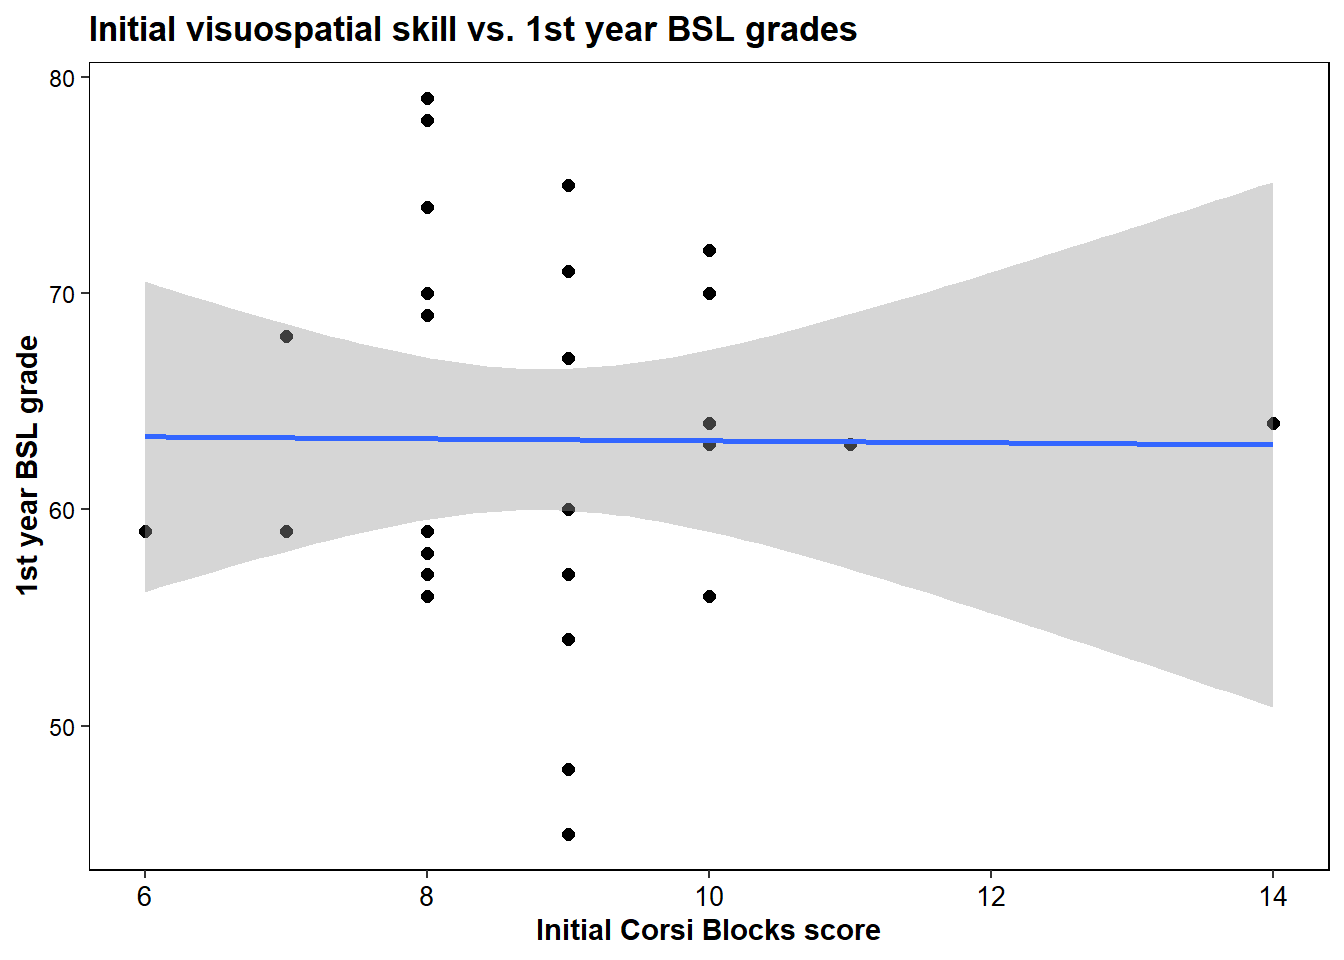 Initial visuospatial skill vs. 1st year BSL grades
80
70
60
50
1st year BSL grade
6 8 10 12 14
Initial Corsi Blocks score